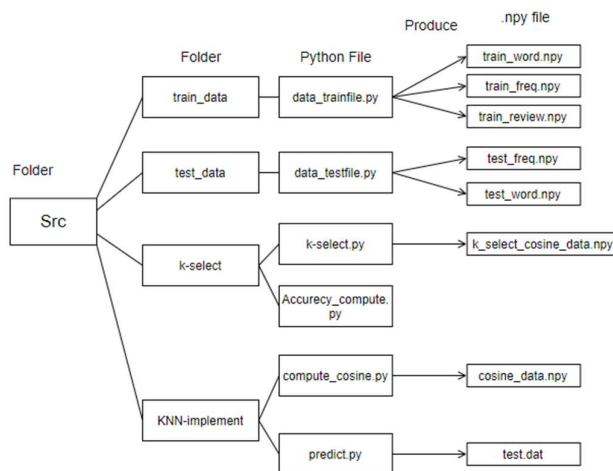 .npy file
Produce
Folder
Python File
train_word.npy
train_data
data_trainfile.py
train_freq.npy
train_review.npy
Folder
test_data
data_testfile.py
test_freq.npy
test_word.npy
Src
k-select
k-select.py
k_select_cosine_data.npy
Accurecy_compute.
py
KNN-implement
compute_cosine.py
cosine_data.npy
predict.py
test.dat